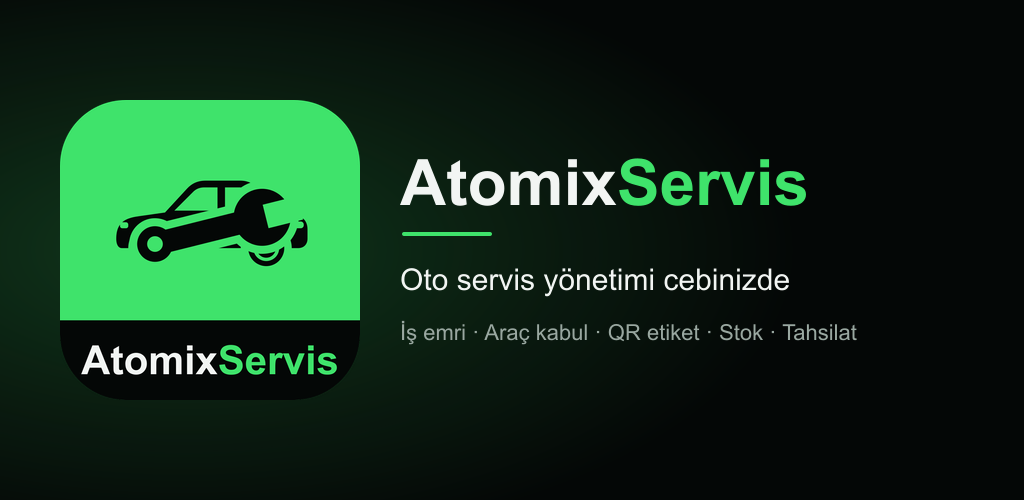 AtomixServis
AtomixServis
Oto servis yönetimi cebinizde
İş emri · Araç kabul · QR etiket · Stok · Tahsilat